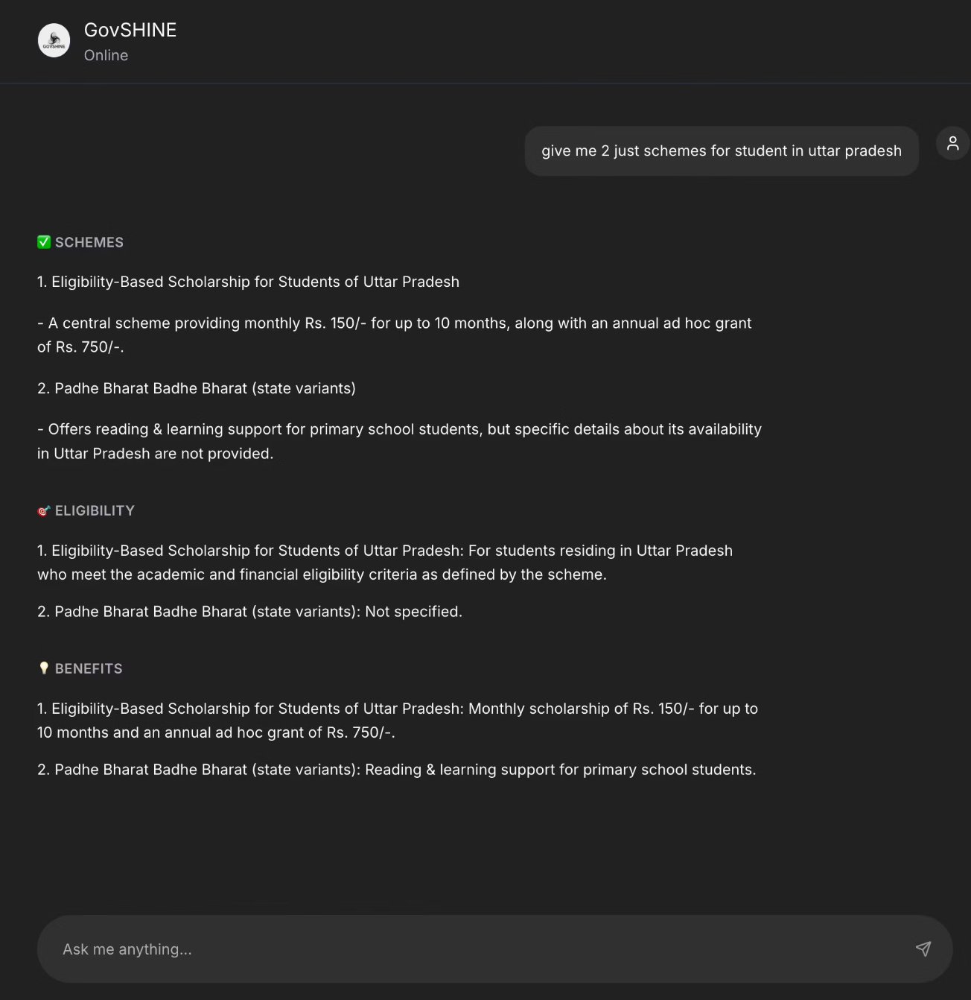 GovSHINE
Online
GOVSHINE
give me 2 just schemes for student in uttar pradesh
✅ SCHEMES
1. Eligibility-Based Scholarship for Students of Uttar Pradesh
- A central scheme providing monthly Rs. 150/- for up to 10 months, along with an annual ad hoc grant
of Rs. 750/-.
2. Padhe Bharat Badhe Bharat (state variants)
- Offers reading & learning support for primary school students, but specific details about its availability
in Uttar Pradesh are not provided.
🎯 ELIGIBILITY
1. Eligibility-Based Scholarship for Students of Uttar Pradesh: For students residing in Uttar Pradesh
who meet the academic and financial eligibility criteria as defined by the scheme.
2. Padhe Bharat Badhe Bharat (state variants): Not specified.
💡 BENEFITS
1. Eligibility-Based Scholarship for Students of Uttar Pradesh: Monthly scholarship of Rs. 150/- for up to
10 months and an annual ad hoc grant of Rs. 750/-.
2. Padhe Bharat Badhe Bharat (state variants): Reading & learning support for primary school students.
Ask me anything...